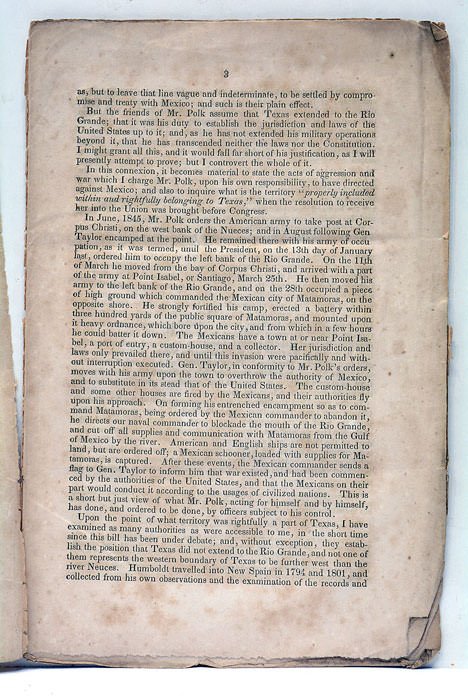 3
as, but to leave that line vague and indeterminate, to be settled by compro-
mise and treaty with Mexico; and such is their plain effect.
But the friends of Mr. Polk assume that Texas extended to the Rio
Grande; that it was his duty to establish the jurisdiction and laws of the
United States up to it; and, as he has not extended his military operations
beyond it, that he has transcended neither the laws nor the Constitution.
I might grant all this, and it would fall far short of his justification, as I will
presently attempt to prove; but I controvert the whole of it.
In this connexion, it becomes material to state the acts of aggression and
war which I charge Mr. Polk, upon his own responsibility, to have directed
against Mexico; and also to inquire what is the territory "properly included
within and rightfully belonging to Texas," when the resolution to receive
her into the Union was brought before Congress.
In June, 1845, Mr. Polk orders the American army to take post at Cor-
pus Christi, on the west bank of the Nueces; and in August following Gen
Taylor encamped at the point. He remained there with his army of occu
pation, as it was termed, until the President, on the 13th day of January
last, ordered him to occupy the left bank of the Rio Grande. On the 11th
of March he moved from the bay of Corpus Christi, and arrived with a part
of the army at Point Isabel, or Santiago, March 25th. He then moved his
army to the left bank of the Rio Grande, and on the 28th occupied a piece
of high ground which commanded the Mexican city of Matamoras, on the
opposite shore. He strongly fortified his camp, erected a battery within
three hundred yards of the public square of Matamoras, and mounted upon
it heavy ordnance, which bore upon the city, and from which in a few hours
he could batter it down. The Mexicans have a town at or near Point Isa-
bel, a port of entry, a custom-house, and a collector. Her jurisdiction and
laws only prevailed there, and until this invasion were pacifically and with-
out interruption executed. Gen. Taylor, in conformity to Mr. Polk's orders,
moves with his army upon the town to overthrow the authority of Mexico,
and to substitute in its stead that of the United States. The custom-house
and some other houses are fired by the Mexicans, and their authorities fly
upon his approach. On forming his entrenched encampment so as to com-
mand Matamoras, being ordered by the Mexican commander to abandon it,
he directs our naval commander to blockade the mouth of the Rio Grande,
and cut off all supplies and communication with Matamoras from the Gulf
of Mexico by the river. American and English ships are not permitted to
land, but are ordered off; a Mexican schooner, loaded with supplies for Ma-
tamoras, is captured. After these events, the Mexican commander sends a
flag to Gen. Taylor to inform him that war existed, and had been commen-
ced by the authorities of the United States, and that the Mexicans on their
part would conduct it according to the usages of civilized nations. This is
a short but just view of what Mr. Polk, acting for himself and by himself,
has done, and ordered to be done, by officers subject to his control.
Upon the point of what territory was rightfully a part of Texas, I have
examined as many authorities as were accessible to me, in the short time
since this bill has been under debate; and, without exception, they estab-
lish the position that Texas did not extend to the Rio Grande, and not one of
them represents the western boundary of Texas to be further west than the
river Neuces. Humboldt travelled into New Spain in 1794 and 1801, and
collected from his own observations and the examination of the records and